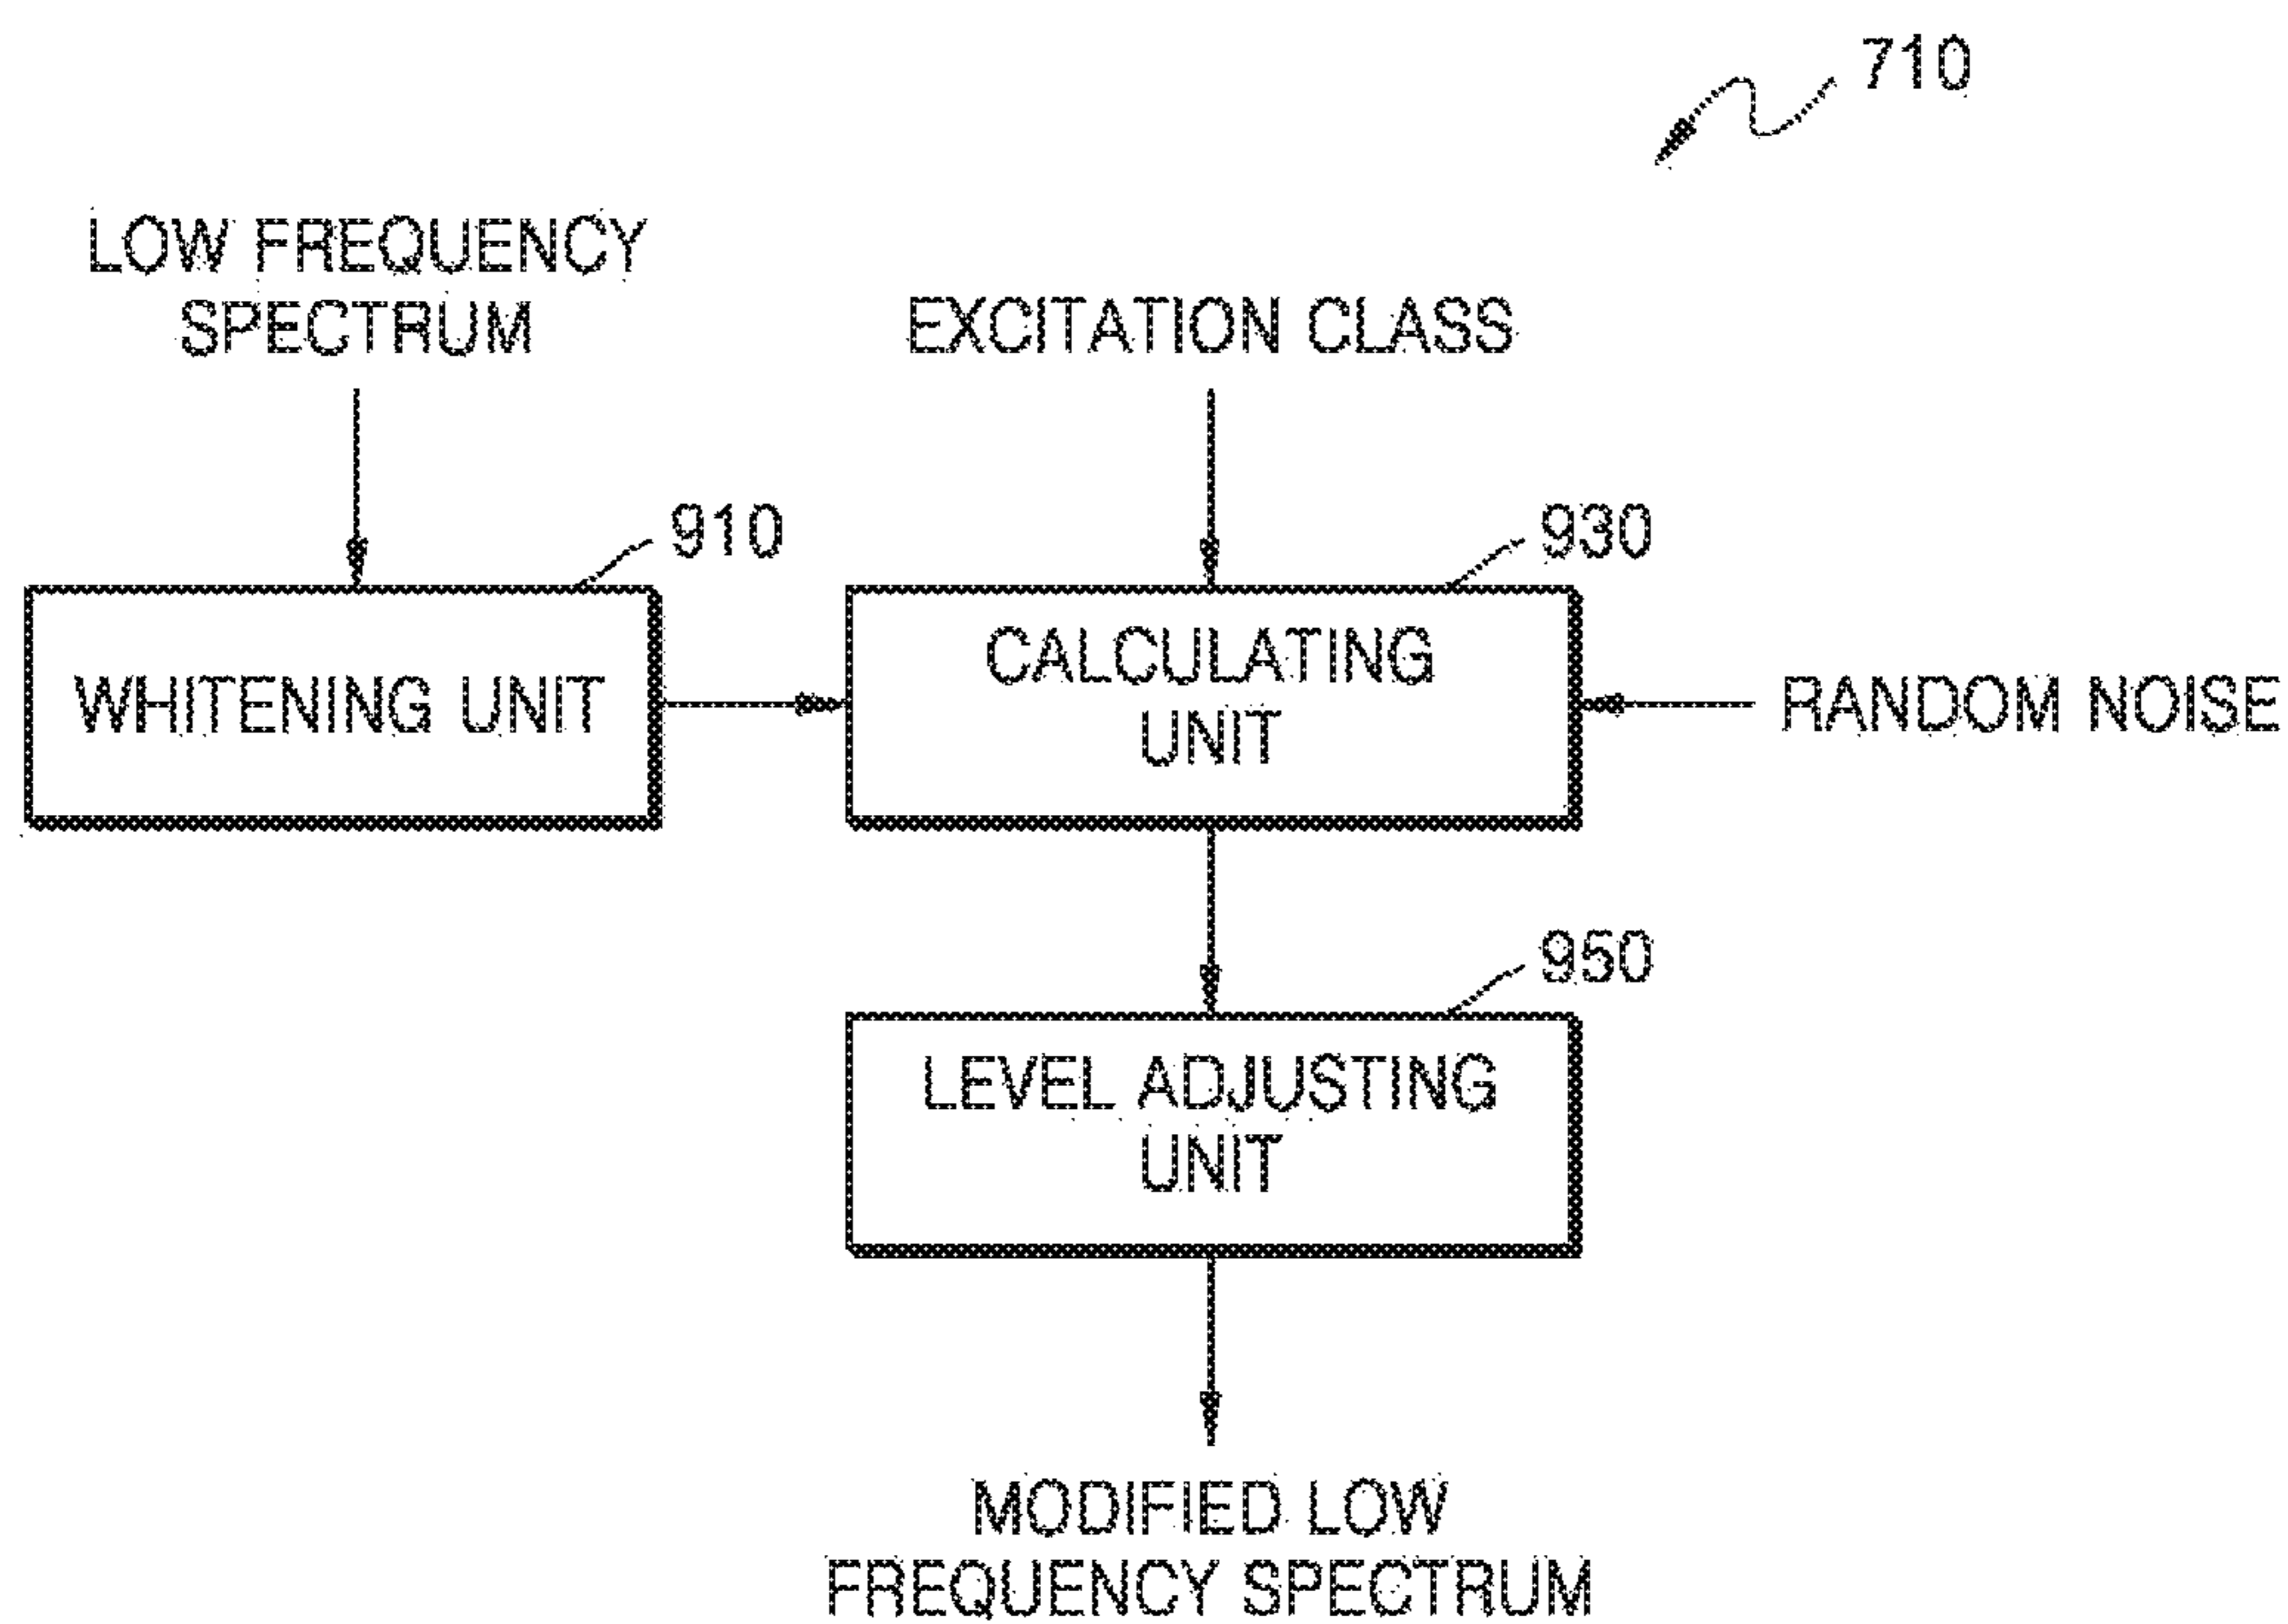 710
LOW FREQUENCY
SPECTRUM
EXCITATION CLASS
910
930
WHITENING UNIT
CALCULATING
UNIT
RANDOM NOISE
950
LEVEL ADJUSTING
UNIT
MODIFIED LOW
FREQUENCY SPECTRUM